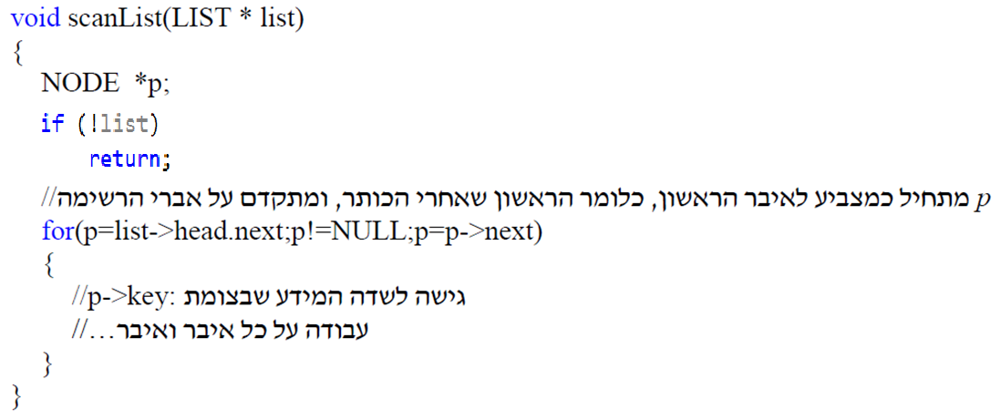 void scanList(LIST * list)
{
NODE *p;
if (!list)
return;
//p מתחיל כמצביע לאיבר הראשון, כלומר הראשון שאחרי הכותר, ומתקדם על אברי הרשימה
for(p=list->head.next;p!=NULL;p=p->next)
{
//p->key: גישה לשדה המידע שבצומת
//…עבודה על כל איבר ואיבר
}
}